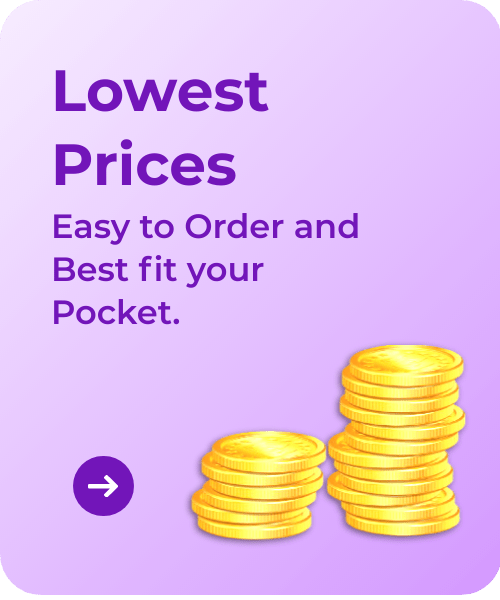 Lowest
Prices
Easy to Order and
Best fit your
Pocket.